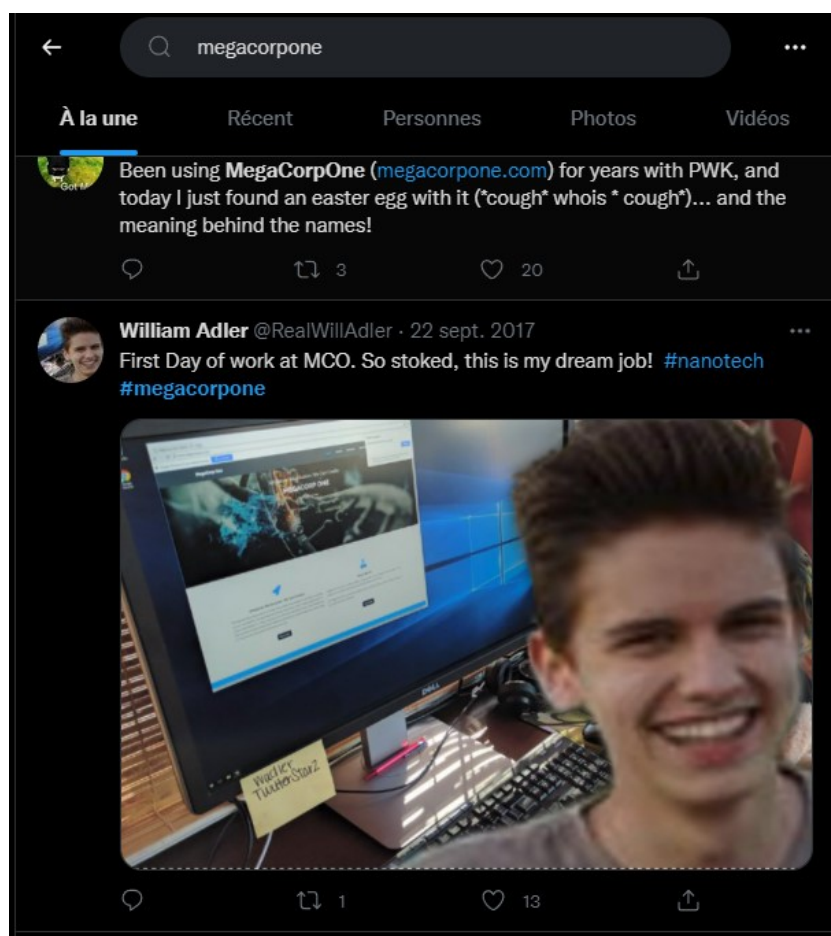 megacorpone
À la une Récent Personnes Photos Vidéos
Got M
Been using MegaCorpOne (megacorpone.com) for years with PWK, and
today I just found an easter egg with it (*cough* whois * cough*)... and the
meaning behind the names!
3 20
William Adler @RealWillAdler · 22 sept. 2017
First Day of work at MCO. So stoked, this is my dream job! #nanotech
#megacorpone
MEGACORP ONE
DELL
TwitterStar2
1 13